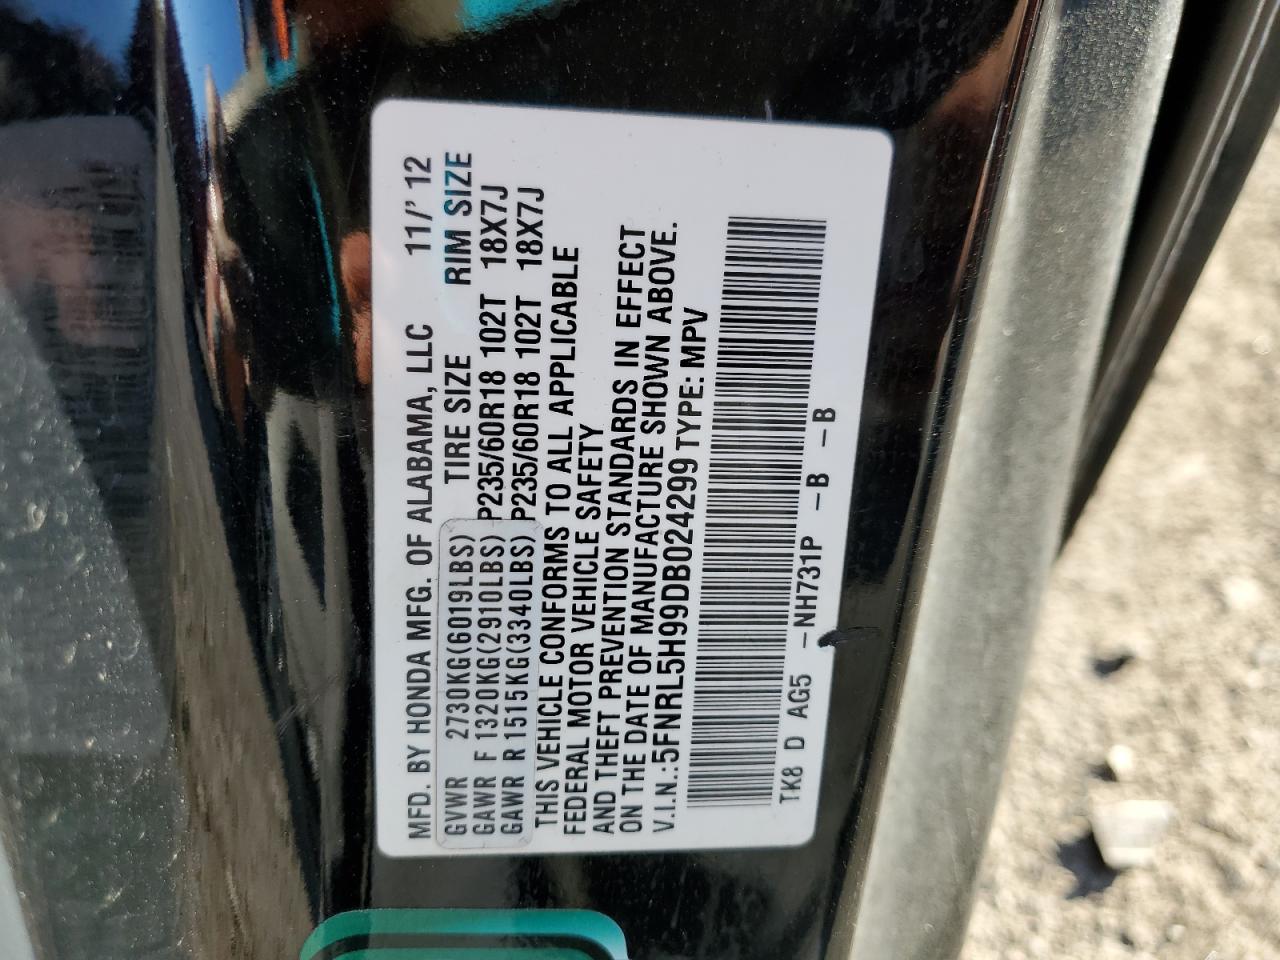 MFD. BY HONDA MFG. OF ALABAMA, LLC 11/' 12
GVWR 2730KG(6019LBS) TIRE SIZE RIM SIZE
GAWR F 1320KG(2910LBS) P235/60R18 102T 18X7J
GAWR R 1515KG(3340LBS) P235/60R18 102T 18X7J
THIS VEHICLE CONFORMS TO ALL APPLICABLE
FEDERAL MOTOR VEHICLE SAFETY
AND THEFT PREVENTION STANDARDS IN EFFECT
ON THE DATE OF MANUFACTURE SHOWN ABOVE.
V.I.N.:5FNRL5H99DB024299 TYPE: MPV
TK8 D AG5 -NH731P -B -B